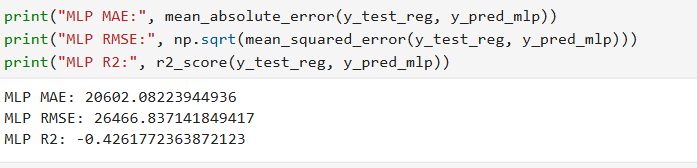 print("MLP MAE:", mean_absolute_error(y_test_reg, y_pred_mlp))
print("MLP RMSE:", np.sqrt(mean_squared_error(y_test_reg, y_pred_mlp)))
print("MLP R2:", r2_score(y_test_reg, y_pred_mlp))
MLP MAE: 20602.08223944936
MLP RMSE: 26466.837141849417
MLP R2: -0.4261772363872123